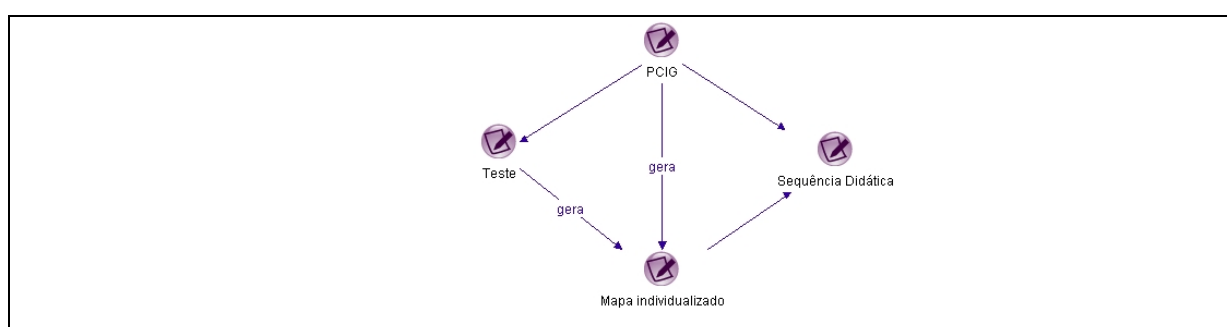 PCIG
Teste
gera
Sequência Didática
gera
Mapa individualizado